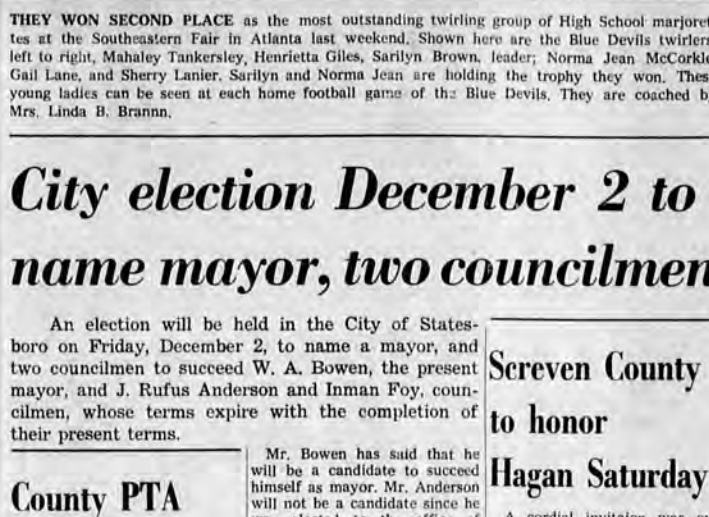 THEY WON SECOND PLACE as the most outstanding twirling group of High School marjoret
tes at the Southeastern Fair in Atlanta last weekend. Shown here are the Blue Devils twirlers
left to right, Mahaley Tankersley, Henrietta Giles, Sarilyn Brown, leader; Norma Jean McCorkle
Gail Lane, and Sherry Lanier. Sarilyn and Norma Jean are holding the trophy they won. Thes
young ladies can be seen at each home football game of the Blue Devils. They are coached b
Mrs. Linda B. Brannn.
City election December 2 to
name mayor, two councilmen
An election will be held in the City of States-
boro on Friday, December 2, to name a mayor, and
two councilmen to succeed W. A. Bowen, the present
mayor, and J. Rufus Anderson and Inman Foy, coun-
cilmen, whose terms expire with the completion of
their present terms.
County PTA
Mr. Bowen has said that he
will be a candidate to succeed
himself as mayor. Mr. Anderson
will not be a candidate since he
Screven County
to honor
Hagan Saturday